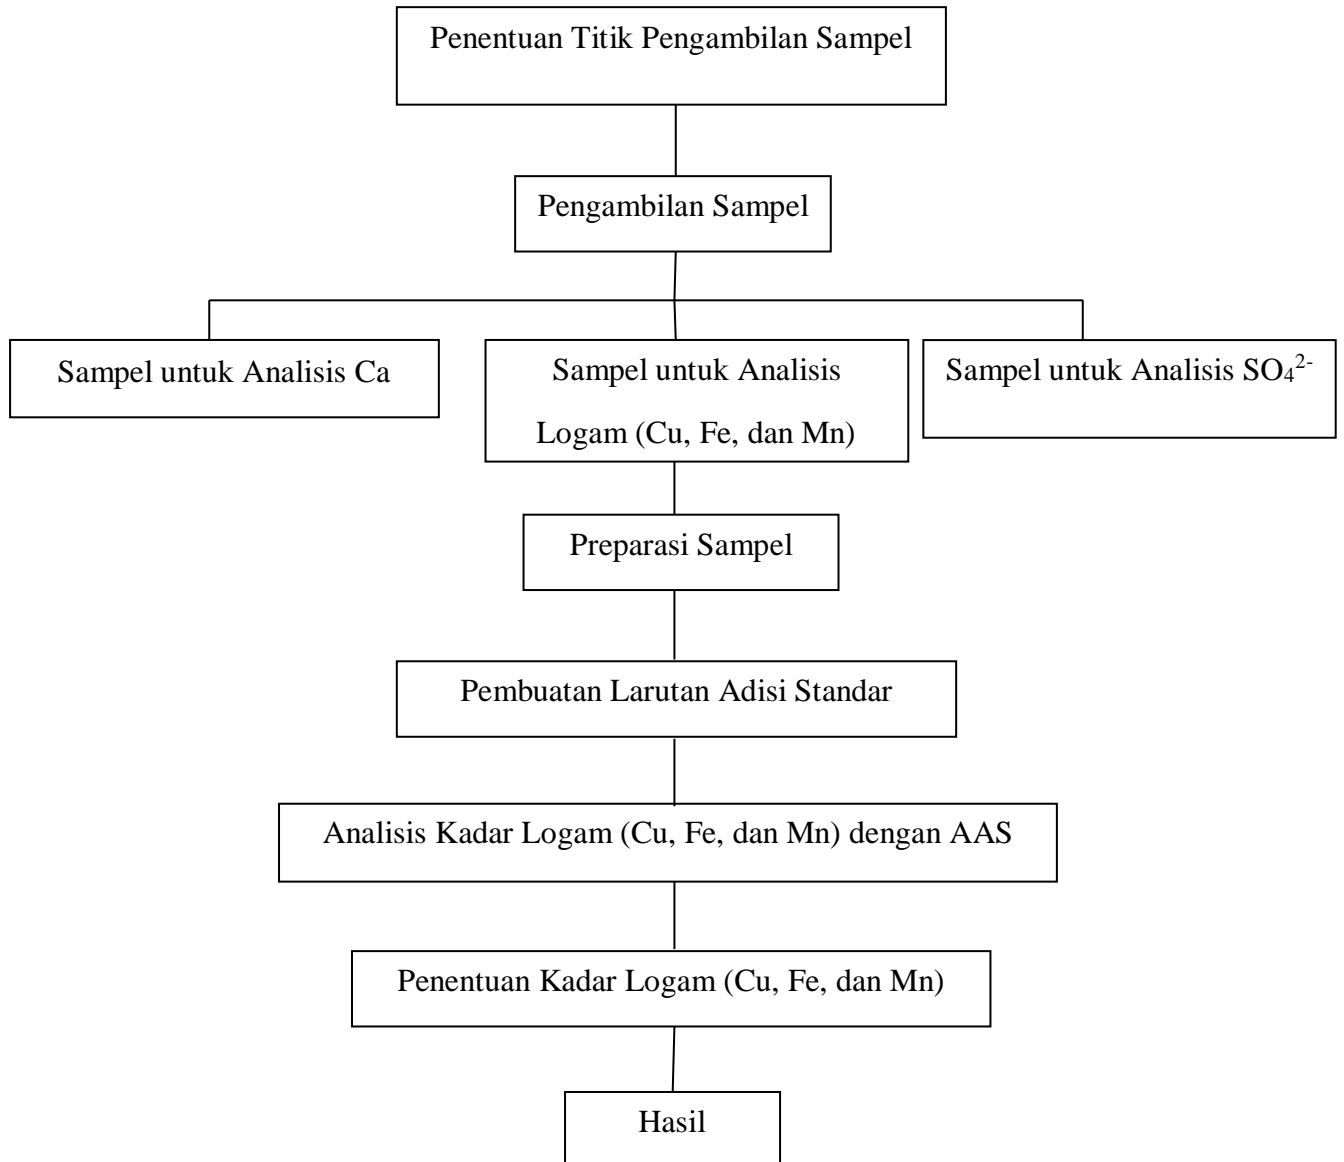 Penentuan Titik Pengambilan Sampel
Pengambilan Sampel
Sampel untuk Analisis Ca
Sampel untuk Analisis
Logam (Cu, Fe, dan Mn)
Sampel untuk Analisis SO₄²⁻
Preparasi Sampel
Pembuatan Larutan Adisi Standar
Analisis Kadar Logam (Cu, Fe, dan Mn) dengan AAS
Penentuan Kadar Logam (Cu, Fe, dan Mn)
Hasil